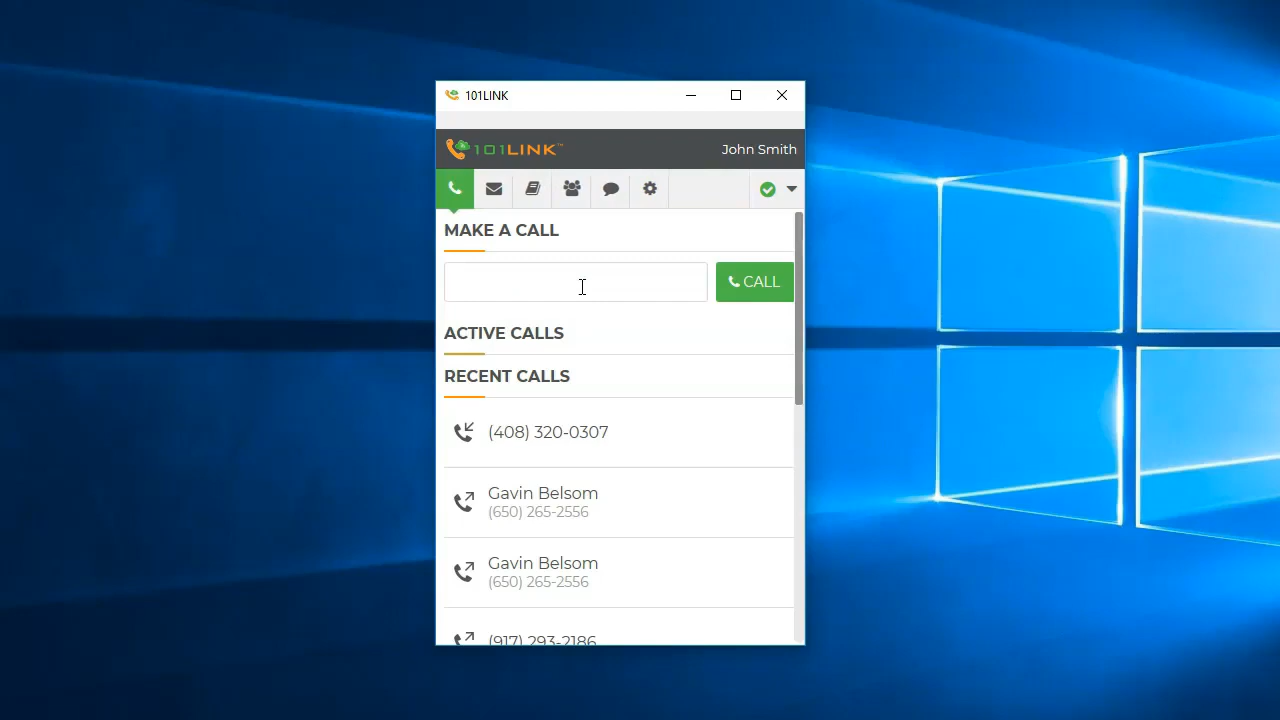 101LINK
101LINK™
John Smith
MAKE A CALL
CALL
ACTIVE CALLS
RECENT CALLS
(408) 320-0307
Gavin Belsom
(650) 265-2556
Gavin Belsom
(650) 265-2556
(917) 293-2186